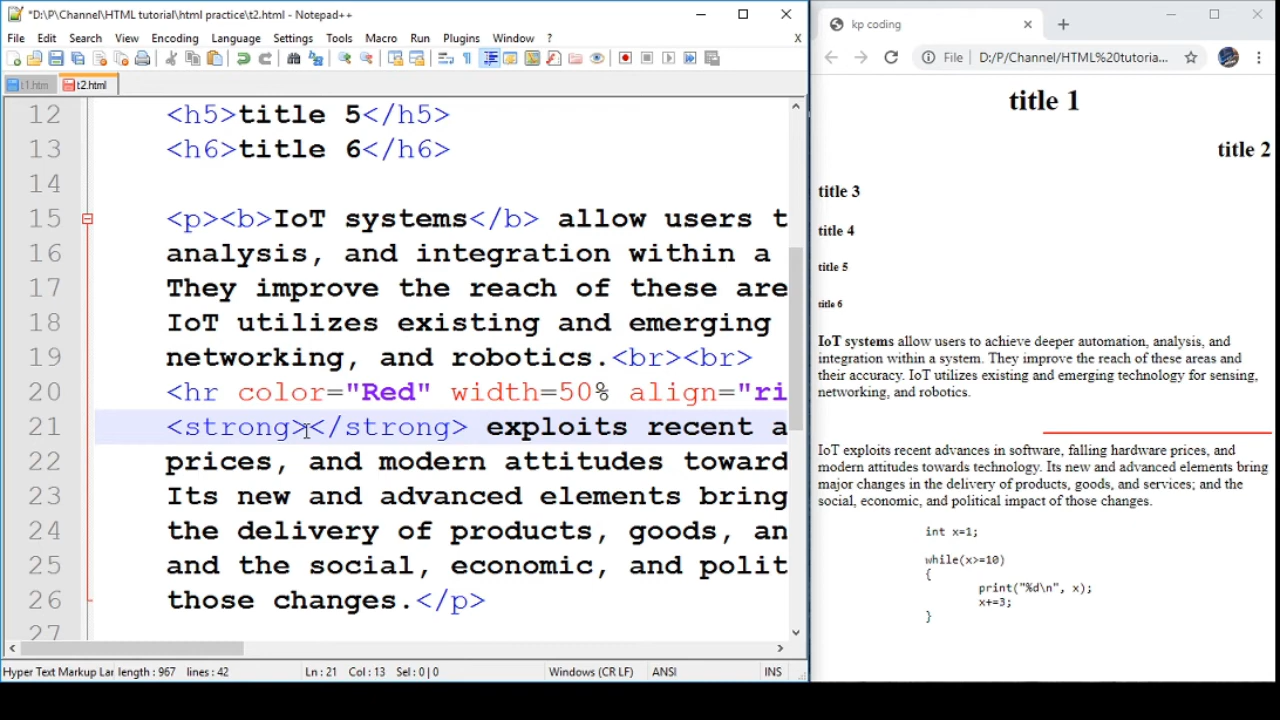 *D:\P\Channel\HTML tutorial\html practice\t2.html - Notepad++
File Edit Search View Encoding Language Settings Tools Macro Run Plugins Window ? X
t1.htm t2.html
12 <h5>title 5</h5>
13 <h6>title 6</h6>
14
15 <p><b>IoT systems</b> allow users t
16 analysis, and integration within a
17 They improve the reach of these are
18 IoT utilizes existing and emerging
19 networking, and robotics.<br><br>
20 <hr color="Red" width=50% align="ri
21 <strong></strong> exploits recent a
22 prices, and modern attitudes toward
23 Its new and advanced elements bring
24 the delivery of products, goods, an
25 and the social, economic, and polit
26 those changes.</p>
27
Hyper Text Markup Lar length : 967 lines : 42 Ln : 21 Col : 13 Sel : 0 | 0 Windows (CR LF) ANSI INS
kp coding
File D:/P/Channel/HTML%20tutoria...
title 1
title 2
title 3
title 4
title 5
title 6
IoT systems allow users to achieve deeper automation, analysis, and
integration within a system. They improve the reach of these areas and
their accuracy. IoT utilizes existing and emerging technology for sensing,
networking, and robotics.
IoT exploits recent advances in software, falling hardware prices, and
modern attitudes towards technology. Its new and advanced elements bring
major changes in the delivery of products, goods, and services; and the
social, economic, and political impact of those changes.
int x=1;
while(x>=10)
{
print("%d\n", x);
x+=3;
}